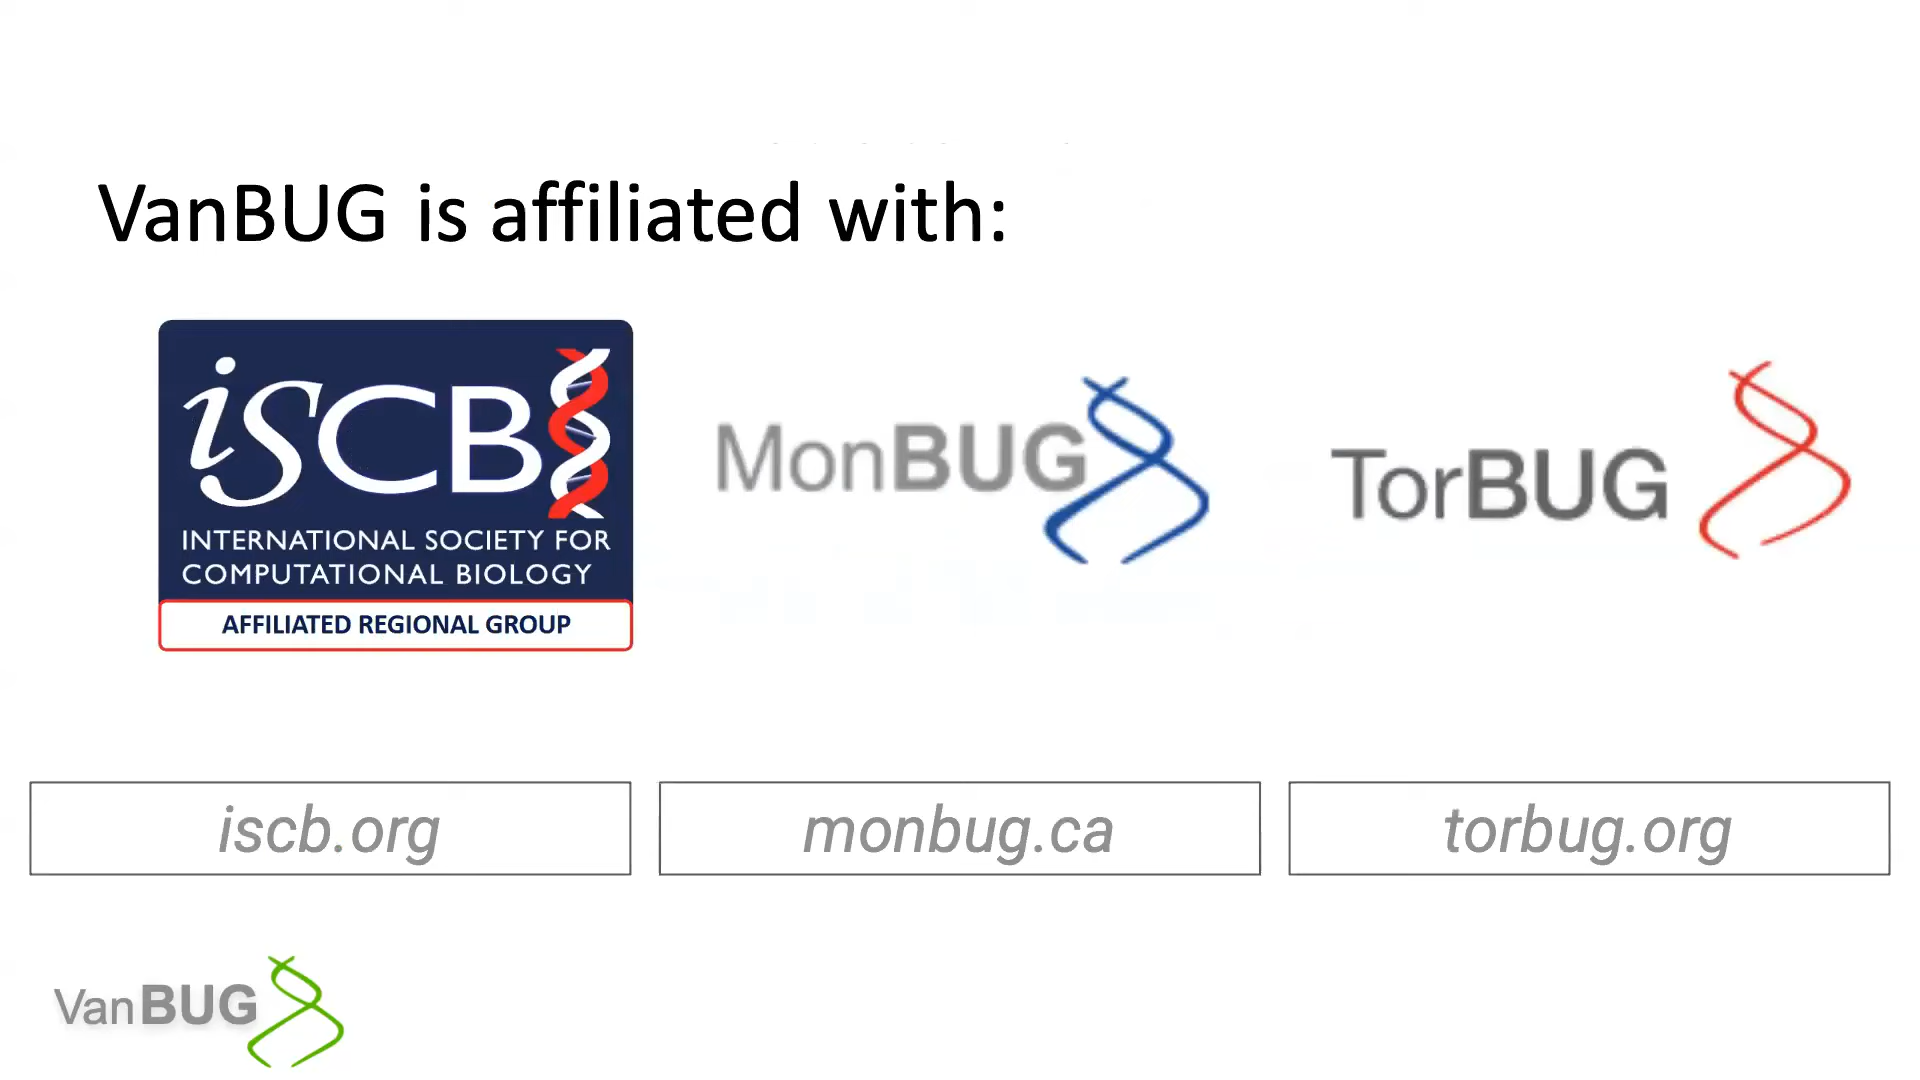 VanBUG is affiliated with:
iSCB
INTERNATIONAL SOCIETY FOR
COMPUTATIONAL BIOLOGY
AFFILIATED REGIONAL GROUP
MonBUG
TorBUG
iscb.org
monbug.ca
torbug.org
VanBUG